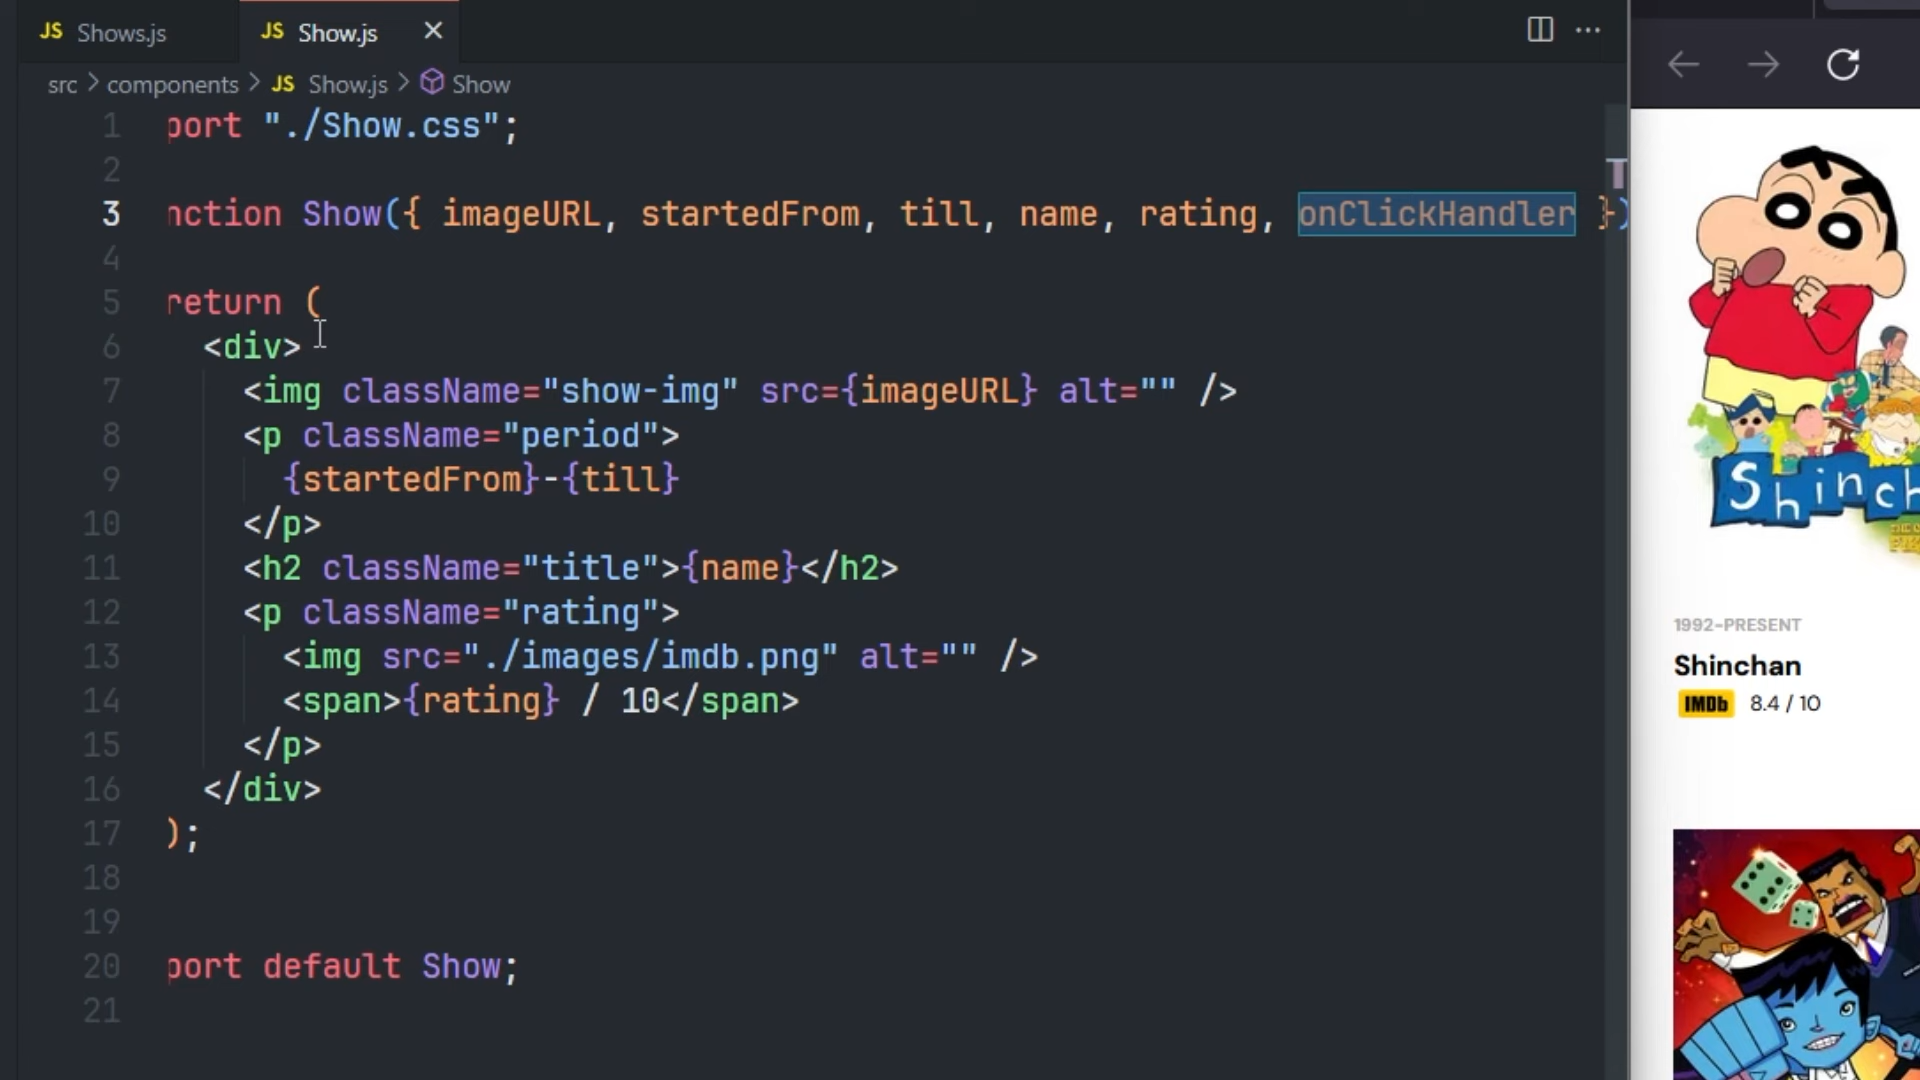 JS Shows.js
JS Show.js
src > components > JS Show.js > Show
1 port "./Show.css";
2
3 nction Show({ imageURL, startedFrom, till, name, rating, onClickHandler })
4
5 return (
6 <div>
7 <img className="show-img" src={imageURL} alt="" />
8 <p className="period">
9 {startedFrom}-{till}
10 </p>
11 <h2 className="title">{name}</h2>
12 <p className="rating">
13 <img src="./images/imdb.png" alt="" />
14 <span>{rating} / 10</span>
15 </p>
16 </div>
17 );
18
19
20 port default Show;
21
Shinch
1992-PRESENT
Shinchan
IMDb 8.4 / 10